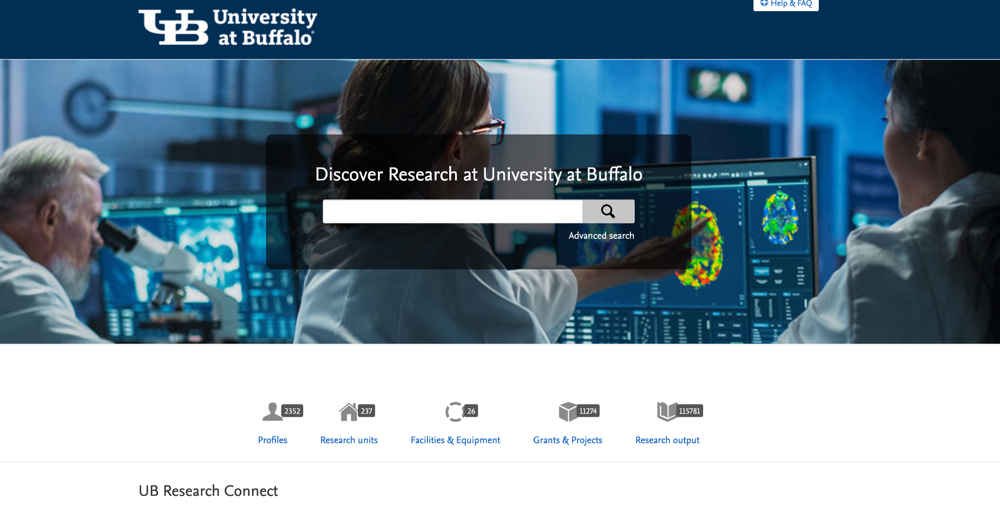 Help & FAQ
UB
University
at Buffalo®
Discover Research at University at Buffalo
Advanced search
2352
237
26
11274
115781
Profiles
Research units
Facilities & Equipment
Grants & Projects
Research output
UB Research Connect